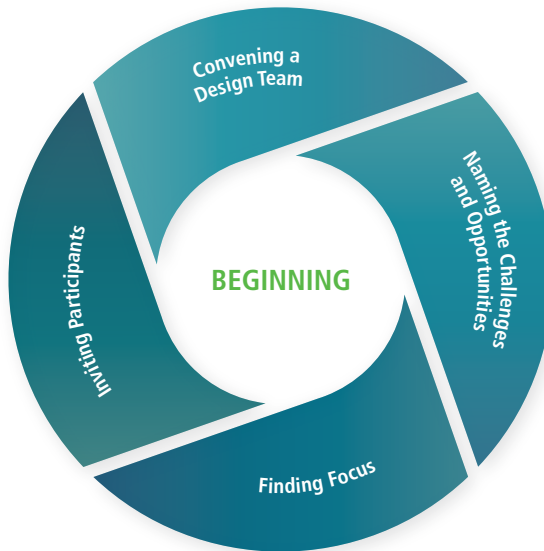 Convening a
Design Team
Naming the Challenges
and Opportunities
BEGINNING
Inviting Participants
Finding Focus